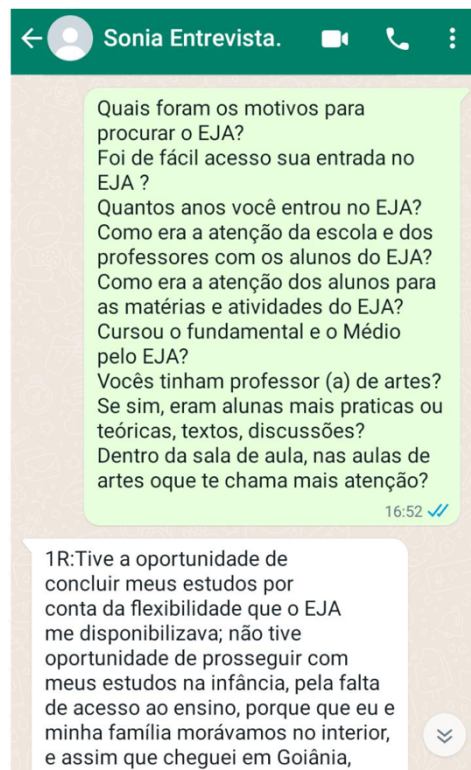 Sonia Entrevista.
Quais foram os motivos para
procurar o EJA?
Foi de fácil acesso sua entrada no
EJA ?
Quantos anos você entrou no EJA?
Como era a atenção da escola e dos
professores com os alunos do EJA?
Como era a atenção dos alunos para
as matérias e atividades do EJA?
Cursou o fundamental e o Médio
pelo EJA?
Vocês tinham professor (a) de artes?
Se sim, eram alunas mais praticas ou
teóricas, textos, discussões?
Dentro da sala de aula, nas aulas de
artes oque te chama mais atenção?
16:52
1R:Tive a oportunidade de
concluir meus estudos por
conta da flexibilidade que o EJA
me disponibilizava; não tive
oportunidade de prosseguir com
meus estudos na infância, pela falta
de acesso ao ensino, porque que eu e
minha família morávamos no interior,
e assim que cheguei em Goiânia,